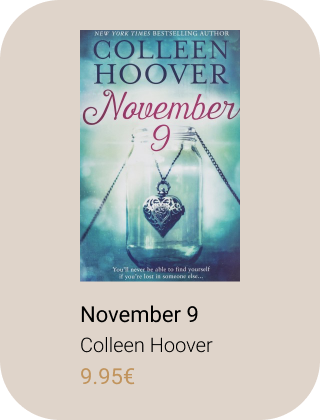 NEW YORK TIMES BESTSELLING AUTHOR
COLLEEN
HOOVER
November
9
You'll never be able to find yourself
if you're lost in someone else...
November 9
Colleen Hoover
9.95€